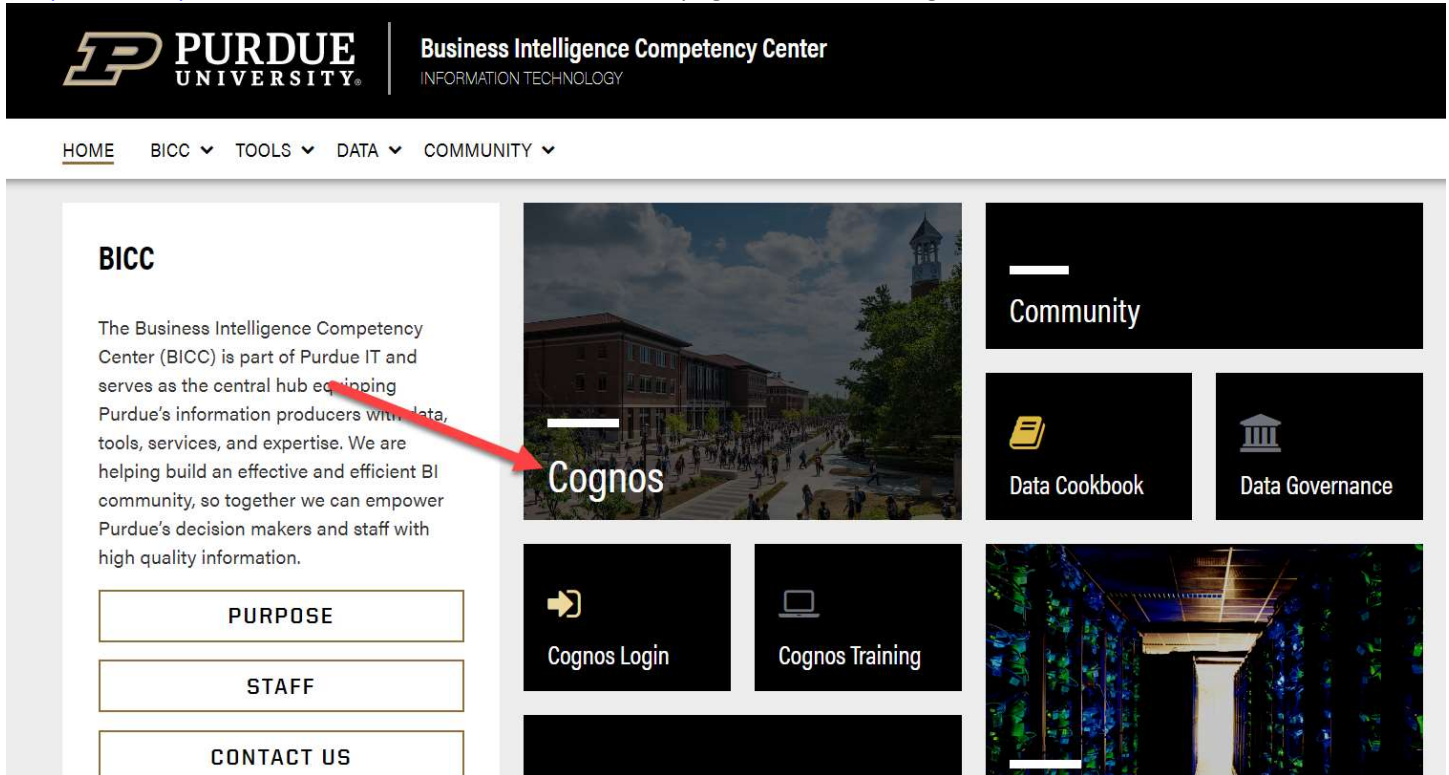 PURDUE
UNIVERSITY®
Business Intelligence Competency Center
INFORMATION TECHNOLOGY
HOME BICC TOOLS DATA COMMUNITY
BICC
The Business Intelligence Competency
Center (BICC) is part of Purdue IT and
serves as the central hub equipping
Purdue's information producers with data,
tools, services, and expertise. We are
helping build an effective and efficient BI
community, so together we can empower
Purdue's decision makers and staff with
high quality information.
PURPOSE
STAFF
CONTACT US
Cognos
Cognos Login
Cognos Training
Community
Data Cookbook
Data Governance